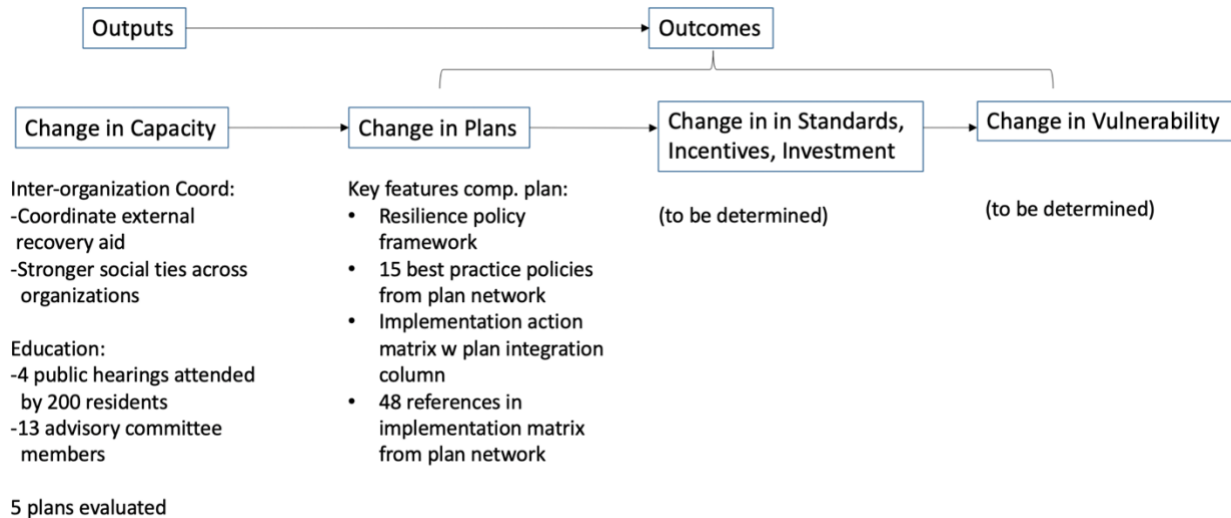 Outputs
Outcomes
Change in Capacity
Change in Plans
Change in in Standards,
Incentives, Investment
Change in Vulnerability
Inter-organization Coord:
-Coordinate external
recovery aid
-Stronger social ties across
organizations
Education:
-4 public hearings attended
by 200 residents
-13 advisory committee
members
5 plans evaluated
Key features comp. plan:
• Resilience policy
framework
• 15 best practice policies
from plan network
• Implementation action
matrix w plan integration
column
• 48 references in
implementation matrix
from plan network
(to be determined)
(to be determined)